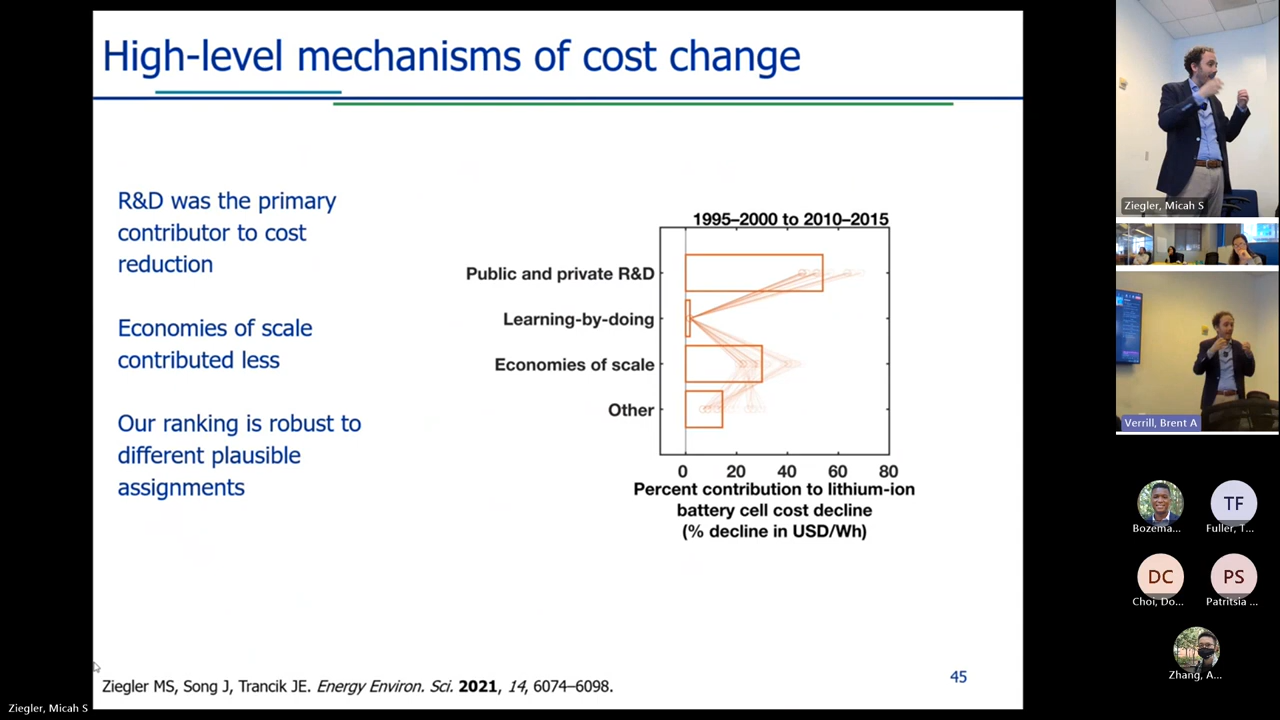 High-level mechanisms of cost change
R&D was the primary
contributor to cost
reduction
Economies of scale
contributed less
Our ranking is robust to
different plausible
assignments
1995–2000 to 2010–2015
Public and private R&D
Learning-by-doing
Economies of scale
Other
0 20 40 60 80
Percent contribution to lithium-ion
battery cell cost decline
(% decline in USD/Wh)
Ziegler MS, Song J, Trancik JE. Energy Environ. Sci. 2021, 14, 6074–6098.
45
Ziegler, Micah S
Ziegler, Micah S
Verrill, Brent A
Bozema...
TF
Fuller, T...
DC
Choi, Do...
PS
Patritsia ...
Zhang, A...